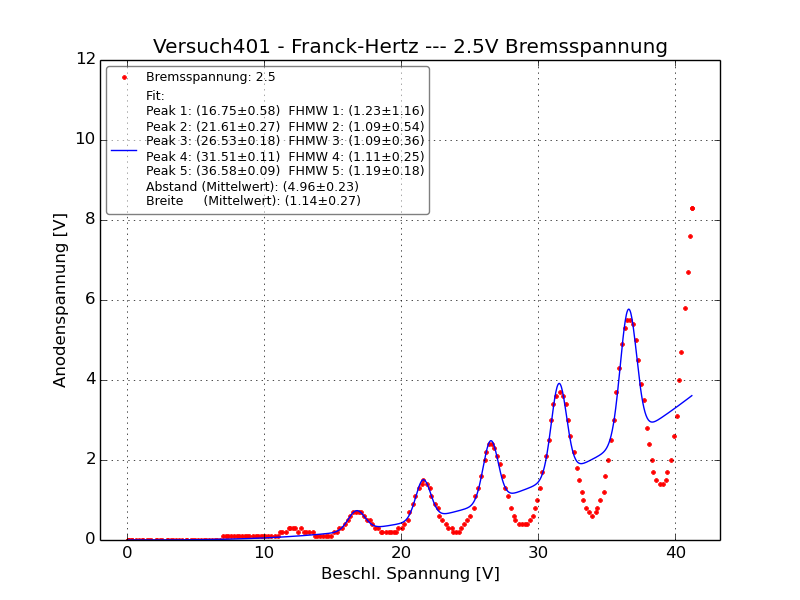 Versuch401 - Franck-Hertz --- 2.5V Bremsspannung
Anodenspannung [V]
12
10
8
6
4
2
0
Bremsspannung: 2.5
Fit:
Peak 1: (16.75±0.58)  FHMW 1: (1.23±1.16)
Peak 2: (21.61±0.27)  FHMW 2: (1.09±0.54)
Peak 3: (26.53±0.18)  FHMW 3: (1.09±0.36)
Peak 4: (31.51±0.11)  FHMW 4: (1.11±0.25)
Peak 5: (36.58±0.09)  FHMW 5: (1.19±0.18)
Abstand (Mittelwert): (4.96±0.23)
Breite     (Mittelwert): (1.14±0.27)
0 10 20 30 40
Beschl. Spannung [V]